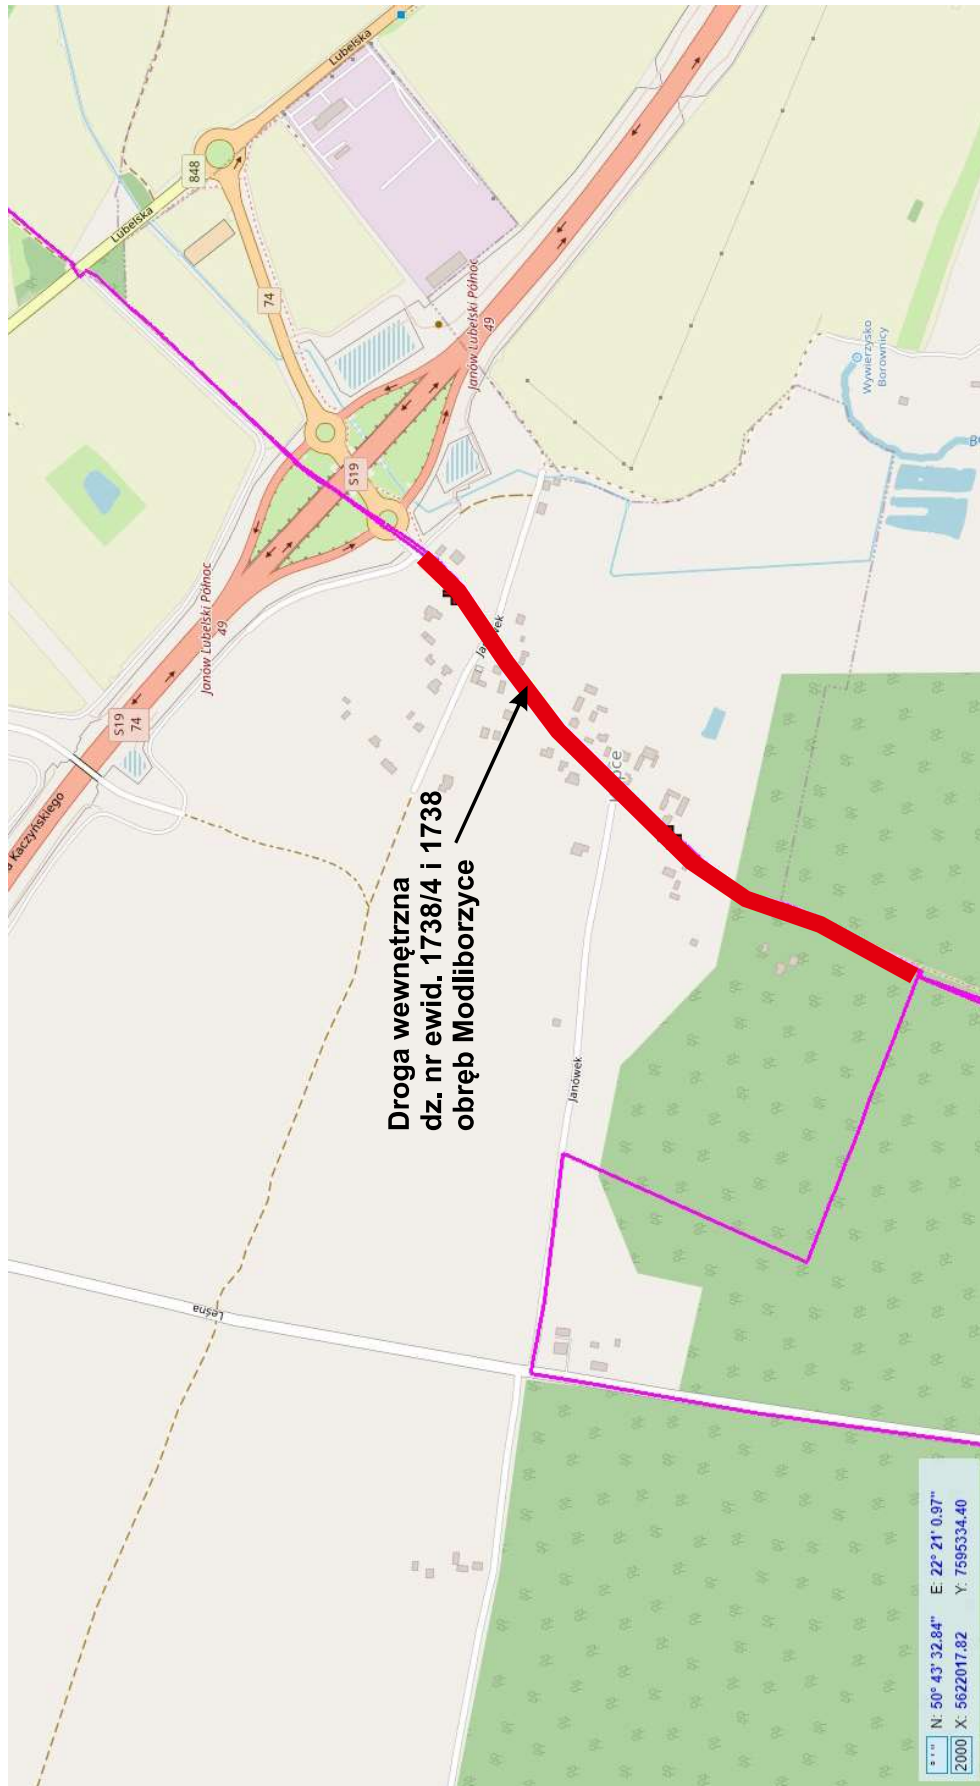 Lubelska
848
Lubelska
74
Janów Lubelski Północ
49
S19
Janów Lubelski Północ
49
S19
74
a Kaczyńskiego
Wywierzysko
Borownicy
Droga wewnętrzna
dz. nr ewid. 1738/4 i 1738
obręb Modliborzyce
Janówek
Leśna
N: 50° 43' 32.84" E: 22° 21' 0.97"
2000 X: 5622017.82 Y: 7595334.40